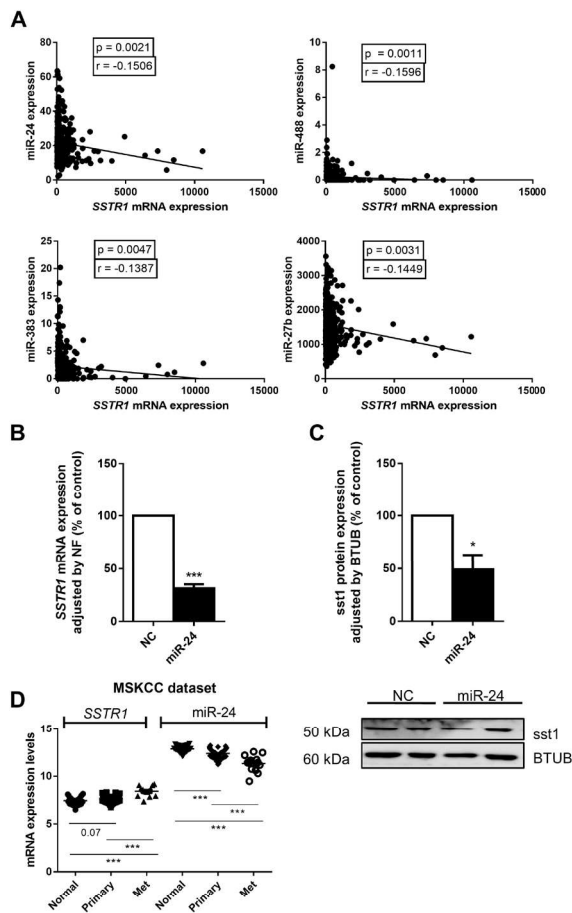 A
p = 0.0021
r = -0.1506
miR-24 expression
80
60
40
20
0
0 5000 10000 15000
SSTR1 mRNA expression
p = 0.0011
r = -0.1596
miR-488 expression
10
8
6
4
2
0
0 5000 10000 15000
SSTR1 mRNA expression
p = 0.0047
r = -0.1387
miR-383 expression
25
20
15
10
5
0
0 5000 10000 15000
SSTR1 mRNA expression
p = 0.0031
r = -0.1449
miR-27b expression
4000
3000
2000
1000
0
0 5000 10000 15000
SSTR1 mRNA expression
B
SSTR1 mRNA expression
adjusted by NF (% of control)
150
100
50
0
***
NC
miR-24
C
sst1 protein expression
adjusted by BTUB (% of control)
150
100
50
0
*
NC
miR-24
D
MSKCC dataset
SSTR1 miR-24
mRNA expression levels
15
10
5
0
0.07
***
***
***
***
***
Normal
Primary
Met
Normal
Primary
Met
NC miR-24
50 kDa sst1
60 kDa BTUB